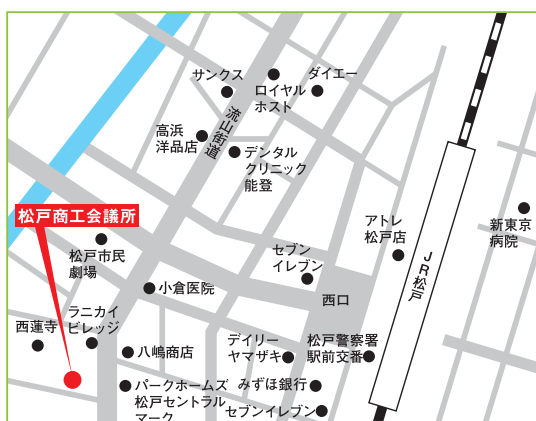 サンクス
ロイヤル
ホスト
ダイエー
流山街道
高浜
洋品店
デンタル
クリニック
能登
松戸商工会議所
松戸市民
劇場
アトレ
松戸店
JR松戸
新東京
病院
セブン
イレブン
小倉医院
西口
ラニカイ
ビレッジ
西蓮寺
八嶋商店
デイリー
ヤマザキ
松戸警察署
駅前交番
パークホームズ
松戸セントラル
マーク
みずほ銀行
セブンイレブン